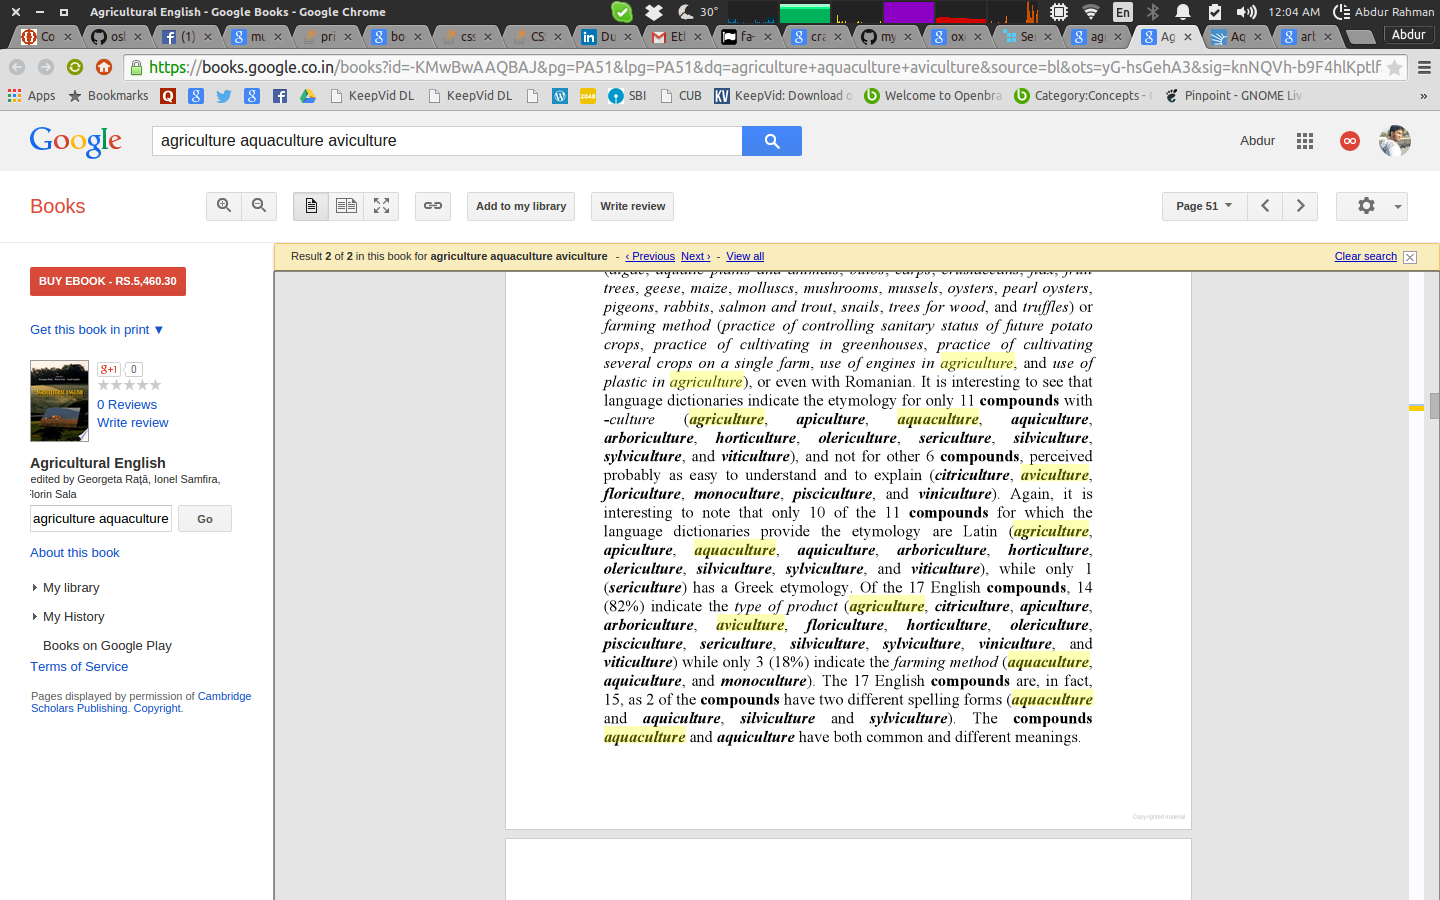 Agricultural English - Google Books - Google Chrome
30°
En
12:04 AM
Abdur Rahman
Co
osl
(1)
mu
pri
bo
css
CS
Du
Etl
fa-
cra
my
ox
Se
agr
Ag
Aq
arl
Abdur
https://books.google.co.in/books?id=-KMwBwAAQBAJ&pg=PA51&lpg=PA51&dq=agriculture+aquaculture+aviculture&source=bl&ots=yG-hsGehA3&sig=knNQVh-b9F4hlKptlf
Apps
Bookmarks
KeepVid DL
KeepVid DL
SBI
CUB
KeepVid: Download o
Welcome to Openbra
Category:Concepts -
Pinpoint - GNOME Liv
»
Google
agriculture aquaculture aviculture
Abdur
Books
Add to my library
Write review
Page 51
Result 2 of 2 in this book for agriculture aquaculture aviculture - ‹ Previous Next › - View all
Clear search
BUY EBOOK - RS.5,460.30
Get this book in print ▼
g+1 0
0 Reviews
Write review
Agricultural English
edited by Georgeta Raţă, Ionel Samfira,
Florin Sala
agriculture aquaculture
Go
About this book
My library
My History
Books on Google Play
Terms of Service
Pages displayed by permission of Cambridge
Scholars Publishing. Copyright.
(algae, aquatic plants and animals, bulbs, carps, crustaceans, flax, fruit
trees, geese, maize, molluscs, mushrooms, mussels, oysters, pearl oysters,
pigeons, rabbits, salmon and trout, snails, trees for wood, and truffles) or
farming method (practice of controlling sanitary status of future potato
crops, practice of cultivating in greenhouses, practice of cultivating
several crops on a single farm, use of engines in agriculture, and use of
plastic in agriculture), or even with Romanian. It is interesting to see that
language dictionaries indicate the etymology for only 11 compounds with
-culture (agriculture, apiculture, aquaculture, aquiculture,
arboriculture, horticulture, olericulture, sericulture, silviculture,
sylviculture, and viticulture), and not for other 6 compounds, perceived
probably as easy to understand and to explain (citriculture, aviculture,
floriculture, monoculture, pisciculture, and viniculture). Again, it is
interesting to note that only 10 of the 11 compounds for which the
language dictionaries provide the etymology are Latin (agriculture,
apiculture, aquaculture, aquiculture, arboriculture, horticulture,
olericulture, silviculture, sylviculture, and viticulture), while only 1
(sericulture) has a Greek etymology. Of the 17 English compounds, 14
(82%) indicate the type of product (agriculture, citriculture, apiculture,
arboriculture, aviculture, floriculture, horticulture, olericulture,
pisciculture, sericulture, silviculture, sylviculture, viniculture, and
viticulture) while only 3 (18%) indicate the farming method (aquaculture,
aquiculture, and monoculture). The 17 English compounds are, in fact,
15, as 2 of the compounds have two different spelling forms (aquaculture
and aquiculture, silviculture and sylviculture). The compounds
aquaculture and aquiculture have both common and different meanings.
Copyrighted material